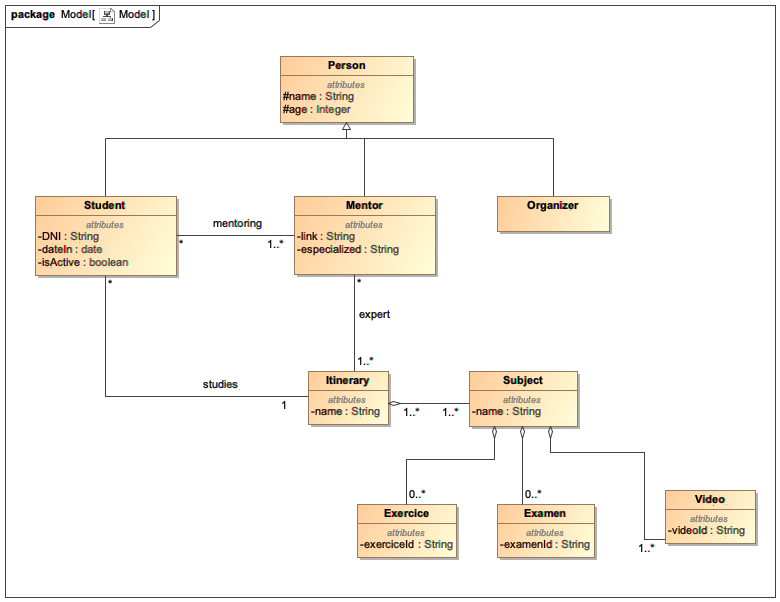 package Model[ Model ]
Person
attributes
#name : String
#age : Integer
Student
attributes
-DNI : String
-dateIn : date
-isActive : boolean
mentoring
*
1..*
Mentor
attributes
-link : String
-especialized : String
Organizer
*
*
expert
1..*
studies
1
Itinerary
attributes
-name : String
1..*
1..*
Subject
attributes
-name : String
0..*
0..*
1..*
Exercice
attributes
-exerciceId : String
Examen
attributes
-examenId : String
Video
attributes
-videoId : String